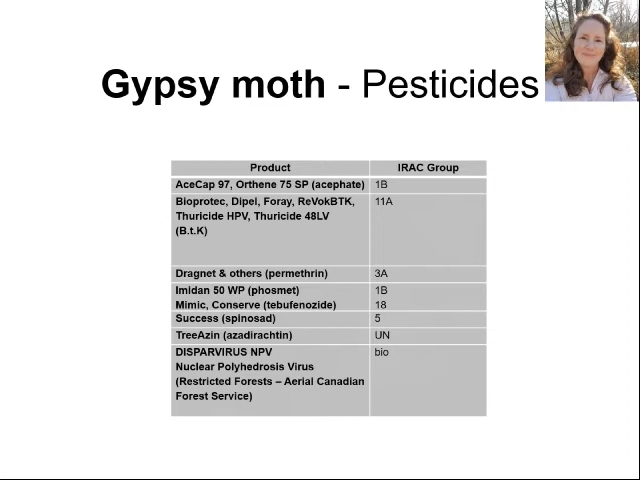 Gypsy moth - Pesticides
Product IRAC Group
AceCap 97, Orthene 75 SP (acephate) 1B
Bioprotec, Dipel, Foray, ReVokBTK, 11A
Thuricide HPV, Thuricide 48LV
(B.t.K)
Dragnet & others (permethrin) 3A
Imidan 50 WP (phosmet) 1B
Mimic, Conserve (tebufenozide) 18
Success (spinosad) 5
TreeAzin (azadirachtin) UN
DISPARVIRUS NPV bio
Nuclear Polyhedrosis Virus
(Restricted Forests – Aerial Canadian
Forest Service)